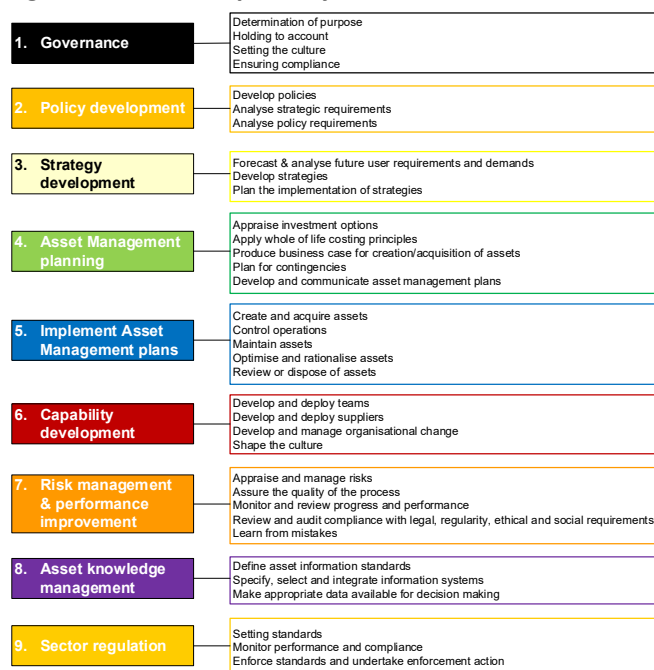 1. Governance
Determination of purpose
Holding to account
Setting the culture
Ensuring compliance
2. Policy development
Develop policies
Analyse strategic requirements
Analyse policy requirements
3. Strategy
development
Forecast & analyse future user requirements and demands
Develop strategies
Plan the implementation of strategies
4. Asset Management
planning
Appraise investment options
Apply whole of life costing principles
Produce business case for creation/acquisition of assets
Plan for contingencies
Develop and communicate asset management plans
5. Implement Asset
Management plans
Create and acquire assets
Control operations
Maintain assets
Optimise and rationalise assets
Review or dispose of assets
6. Capability
development
Develop and deploy teams
Develop and deploy suppliers
Develop and manage organisational change
Shape the culture
7. Risk management
& performance
improvement
Appraise and manage risks
Assure the quality of the process
Monitor and review progress and performance
Review and audit compliance with legal, regularity, ethical and social requirements
Learn from mistakes
8. Asset knowledge
management
Define asset information standards
Specify, select and integrate information systems
Make appropriate data available for decision making
9. Sector regulation
Setting standards
Monitor performance and compliance
Enforce standards and undertake enforcement action